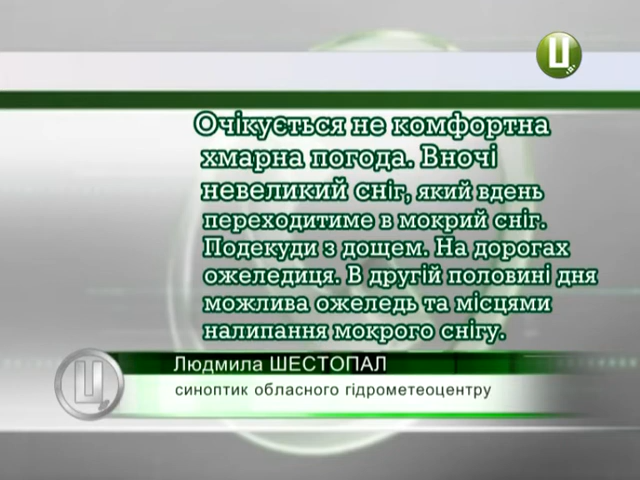 Ц
Очікується не комфортна
хмарна погода. Вночі
невеликий сніг, який вдень
переходитиме в мокрий сніг.
Подекуди з дощем. На дорогах
ожеледиця. В другій половині дня
можлива ожеледь та місцями
налипання мокрого снігу.
Людмила ШЕСТОПАЛ
Ц
синоптик обласного гідрометеоцентру